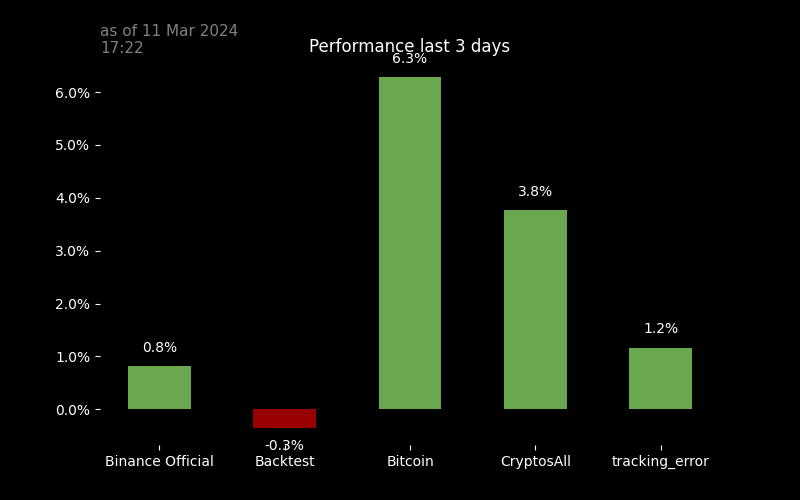 as of 11 Mar 2024
17:22
Performance last 3 days
6.3%
6.0%
5.0%
4.0%
3.8%
3.0%
2.0%
1.2%
1.0%
0.8%
0.0%
-0.3%
Binance Official
Backtest
Bitcoin
CryptosAll
tracking_error